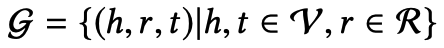 𝒢 = {(h, r, t)|h, t ∈ 𝒱, r ∈ ℛ}